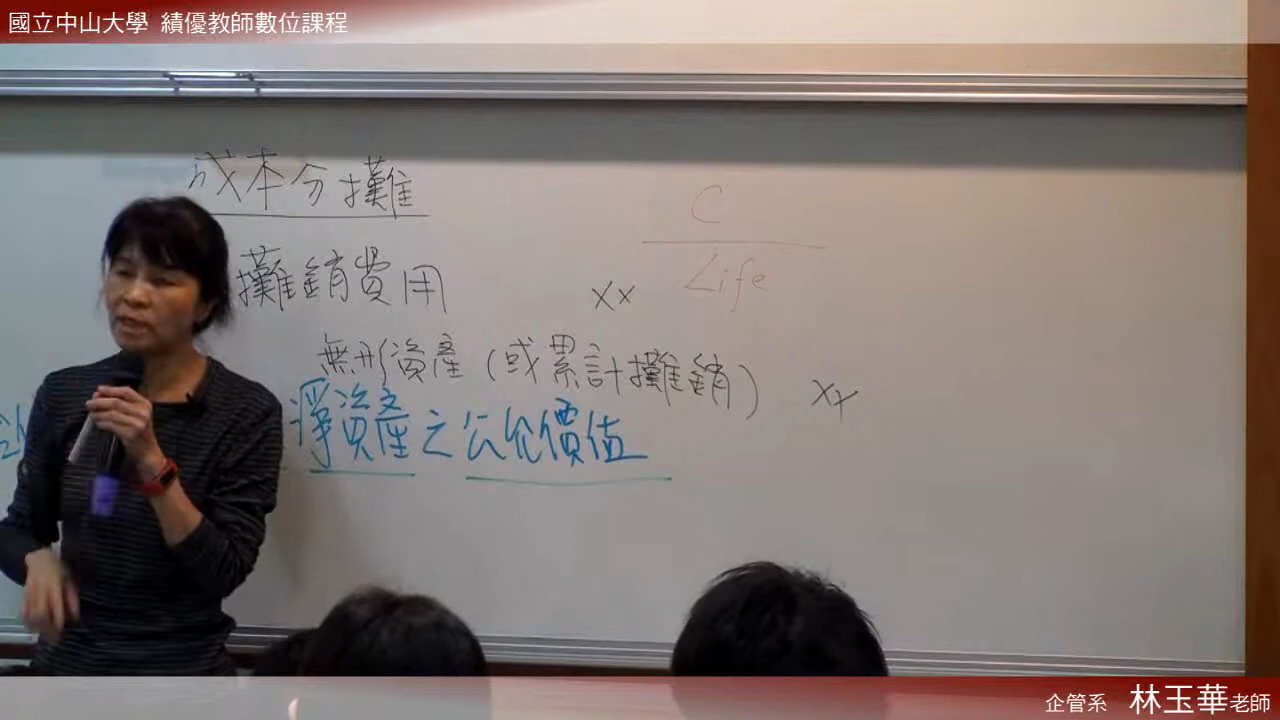 國立中山大學 績優教師數位課程
成本分攤
C
Life
攤銷費用 xx
無形資產(或累計攤銷) xx
淨資產之公允價值
企管系 林玉華老師